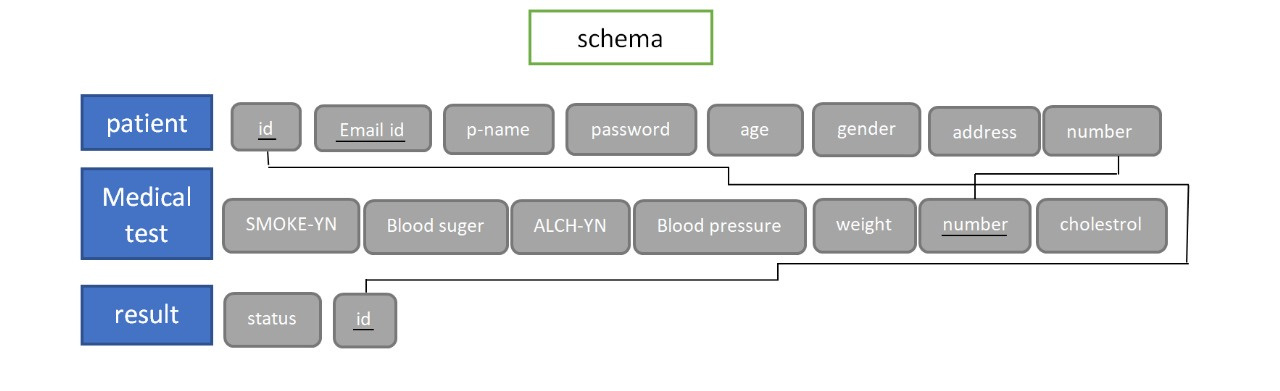 schema
patient id Email id p-name password age gender address number
Medical test
SMOKE-YN Blood suger ALCH-YN Blood pressure weight number cholestrol
result status id